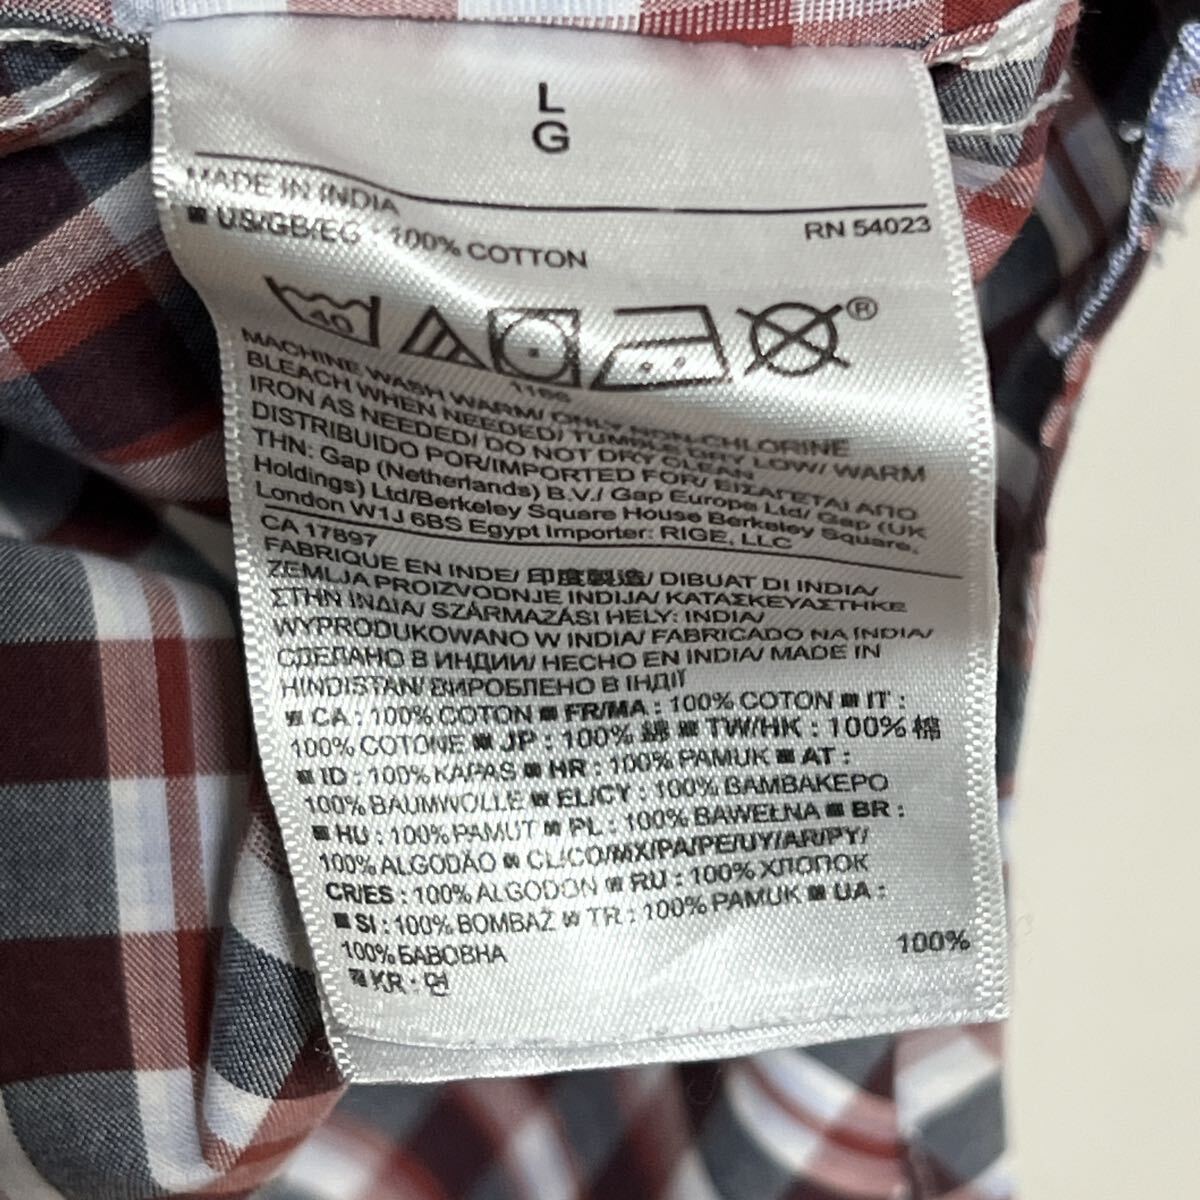 L
G
MADE IN INDIA
RN 54023
■ US/GB/EG : 100% COTTON
40
®
1166
MACHINE WASH WARM/ ONLY NON-CHLORINE
BLEACH WHEN NEEDED/ TUMBLE DRY LOW/ WARM
IRON AS NEEDED/ DO NOT DRY CLEAN
DISTRIBUIDO POR/IMPORTED FOR/ ΕΙΣΑΓΕΤΑΙ ΑΠΟ
ΤΗΝ: Gap (Netherlands) B.V./ Gap Europe Ltd/ Gap (UK
Holdings) Ltd/Berkeley Square House Berkeley Square,
London W1J 6BS Egypt Importer: RIGE, LLC
CA 17897
FABRIQUE EN INDE/ 印度製造/ DIBUAT DI INDIA/
ZEMLJA PROIZVODNJE INDIJA/ ΚΑΤΑΣΚΕΥΑΣΤΗΚΕ
ΣΤΗΝ ΙΝΔΙΑ/ SZÁRMAZÁSI HELY: INDIA/
WYPRODUKOWANO W INDIA/ FABRICADO NA INDIA/
СДЕЛАНО В ИНДИИ/ HECHO EN INDIA/ MADE IN
HINDISTAN/ ВИРОБЛЕНО В ІНДІЇ
■ CA : 100% COTON ■ FR/MA : 100% COTON ■ IT :
100% COTONE ■ JP : 100% 綿 ■ TW/HK : 100% 棉
■ ID : 100% KAPAS ■ HR : 100% PAMUK ■ AT :
100% BAUMWOLLE ■ EL/CY : 100% ΒΑΜΒΑΚΕΡΟ
■ HU : 100% PAMUT ■ PL : 100% BAWEŁNA ■ BR :
100% ALGODÃO ■ CL/CO/MX/PA/PE/UY/AR/PY/
CR/ES : 100% ALGODON ■ RU : 100% ХЛОПОК
■ SI : 100% BOMBAŽ ■ TR : 100% PAMUK ■ UA :
100% БАВОВНА
100%
■ KR : 면